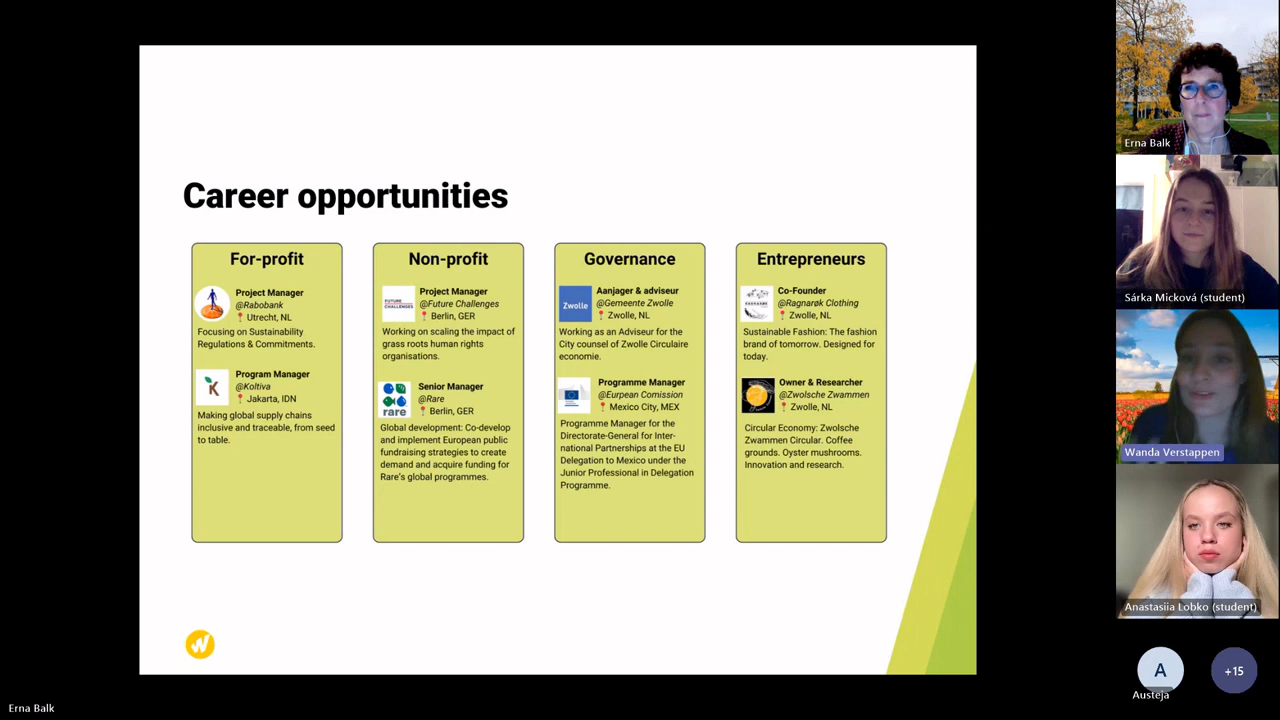 Career opportunities
For-profit
Project Manager
@Rabobank
Utrecht, NL
Focusing on Sustainability
Regulations & Commitments.
K
Program Manager
@Koltiva
Jakarta, IDN
Making global supply chains
inclusive and traceable, from seed
to table.
Non-profit
FUTURE
CHALLENGES
Project Manager
@Future Challenges
Berlin, GER
Working on scaling the impact of
grass roots human rights
organisations.
rare
Senior Manager
@Rare
Berlin, GER
Global development: Co-develop
and implement European public
fundraising strategies to create
demand and acquire funding for
Rare's global programmes.
Governance
Zwolle
Aanjager & adviseur
@Gemeente Zwolle
Zwolle, NL
Working as an Adviseur for the
City counsel of Zwolle Circulaire
economie.
Programme Manager
@Eurpean Comission
Mexico City, MEX
Programme Manager for the
Directorate-General for Inter-
national Partnerships at the EU
Delegation to Mexico under the
Junior Professional in Delegation
Programme.
Entrepreneurs
Co-Founder
@Ragnarøk Clothing
Zwolle, NL
Sustainable Fashion: The fashion
brand of tomorrow. Designed for
today.
Owner & Researcher
@Zwolsche Zwammen
Zwolle, NL
Circular Economy: Zwolsche
Zwammen Circular. Coffee
grounds. Oyster mushrooms.
Innovation and research.
Erna Balk
Sárka Micková (student)
Wanda Verstappen
Anastasiia Lobko (student)
A
+15
Austeja
Erna Balk